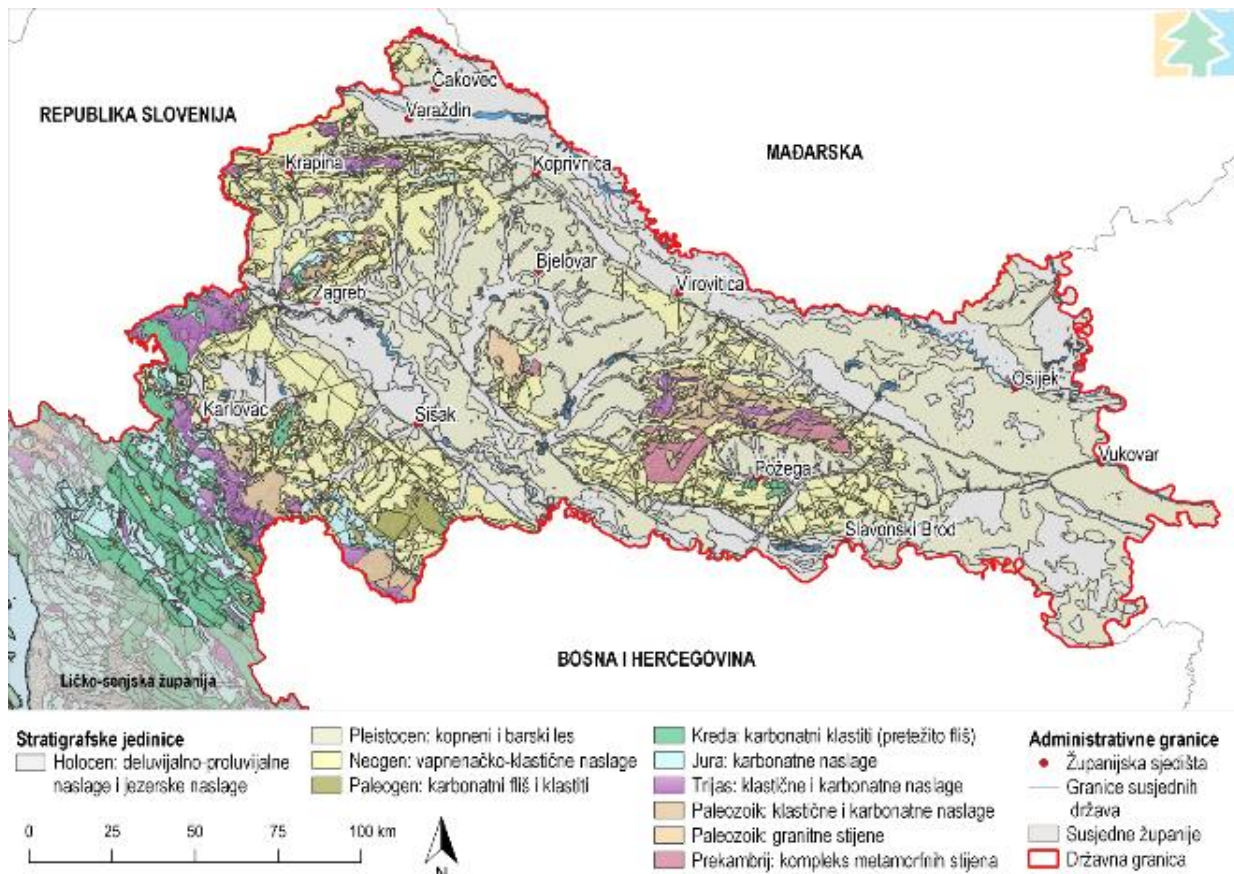 REPUBLIKA SLOVENIJA
MAĐARSKA
Čakovec
Varaždin
Krapina
Koprivnica
Bjelovar
Virovitica
Zagreb
Osijek
Karlovac
Sisak
Vukovar
Požega
Slavonski Brod
BOSNA I HERCEGOVINA
Ličko-senjska županija
Stratigrafske jedinice
Holocen: deluvijalno-proluvijalne
naslage i jezerske naslage
Pleistocen: kopneni i barski les
Neogen: vapnenačko-klastične naslage
Paleogen: karbonatni fliš i klastiti
Kreda: karbonatni klastiti (pretežito fliš)
Jura: karbonatne naslage
Trijas: klastične i karbonatne naslage
Paleozoik: klastične i karbonatne naslage
Paleozoik: granitne stijene
Prekambrij: kompleks metamorfnih stijena
Administrativne granice
Županijska sjedišta
Granice susjednih
država
Susjedne županije
Državna granica
0 25 50 75 100 km
N